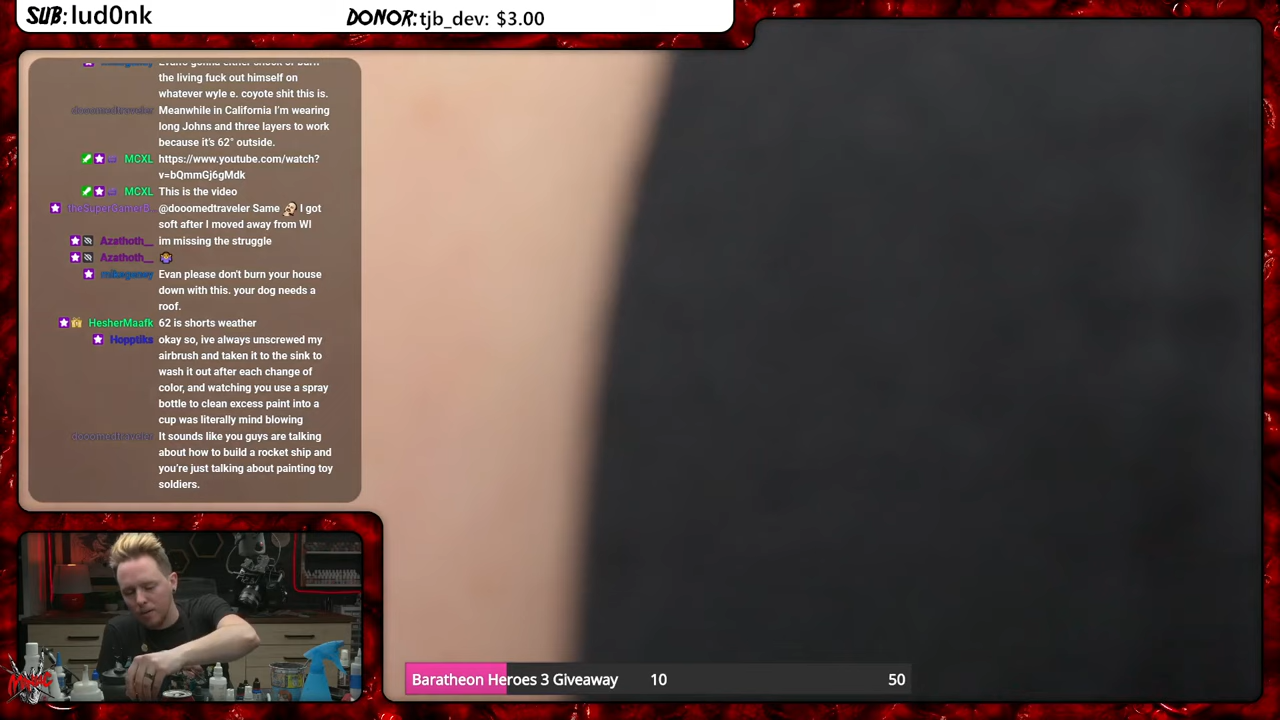 SUB: lud0nk
DONOR: tjb_dev: $3.00
the living fuck out himself on
whatever wyle e. coyote shit this is.
dooomedtraveler Meanwhile in California I'm wearing
long Johns and three layers to work
because it's 62° outside.
MCXL https://www.youtube.com/watch?
v=bQmmGj6gMdk
MCXL This is the video
@dooomedtraveler Same I got
soft after I moved away from WI
Azathoth__ im missing the struggle
Azathoth__
Evan please don't burn your house
down with this. your dog needs a
roof.
HesherMaafk 62 is shorts weather
Hopptiks okay so, ive always unscrewed my
airbrush and taken it to the sink to
wash it out after each change of
color, and watching you use a spray
bottle to clean excess paint into a
cup was literally mind blowing
dooomedtraveler It sounds like you guys are talking
about how to build a rocket ship and
you're just talking about painting toy
soldiers.
Baratheon Heroes 3 Giveaway 10 50